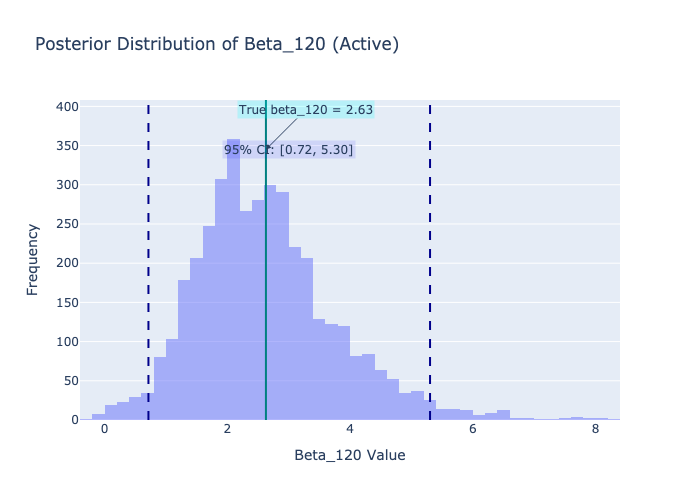 Posterior Distribution of Beta_120 (Active)
True beta_120 = 2.63
95% CI: [0.72, 5.30]
400
350
300
250
200
150
100
50
0
Frequency
0 2 4 6 8
Beta_120 Value